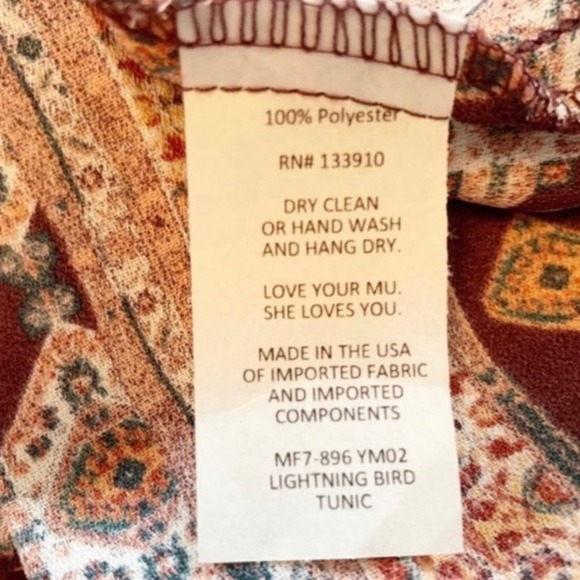 100% Polyester
RN# 133910
DRY CLEAN
OR HAND WASH
AND HANG DRY.
LOVE YOUR MU.
SHE LOVES YOU.
MADE IN THE USA
OF IMPORTED FABRIC
AND IMPORTED
COMPONENTS
MF7-896 YM02
LIGHTNING BIRD
TUNIC